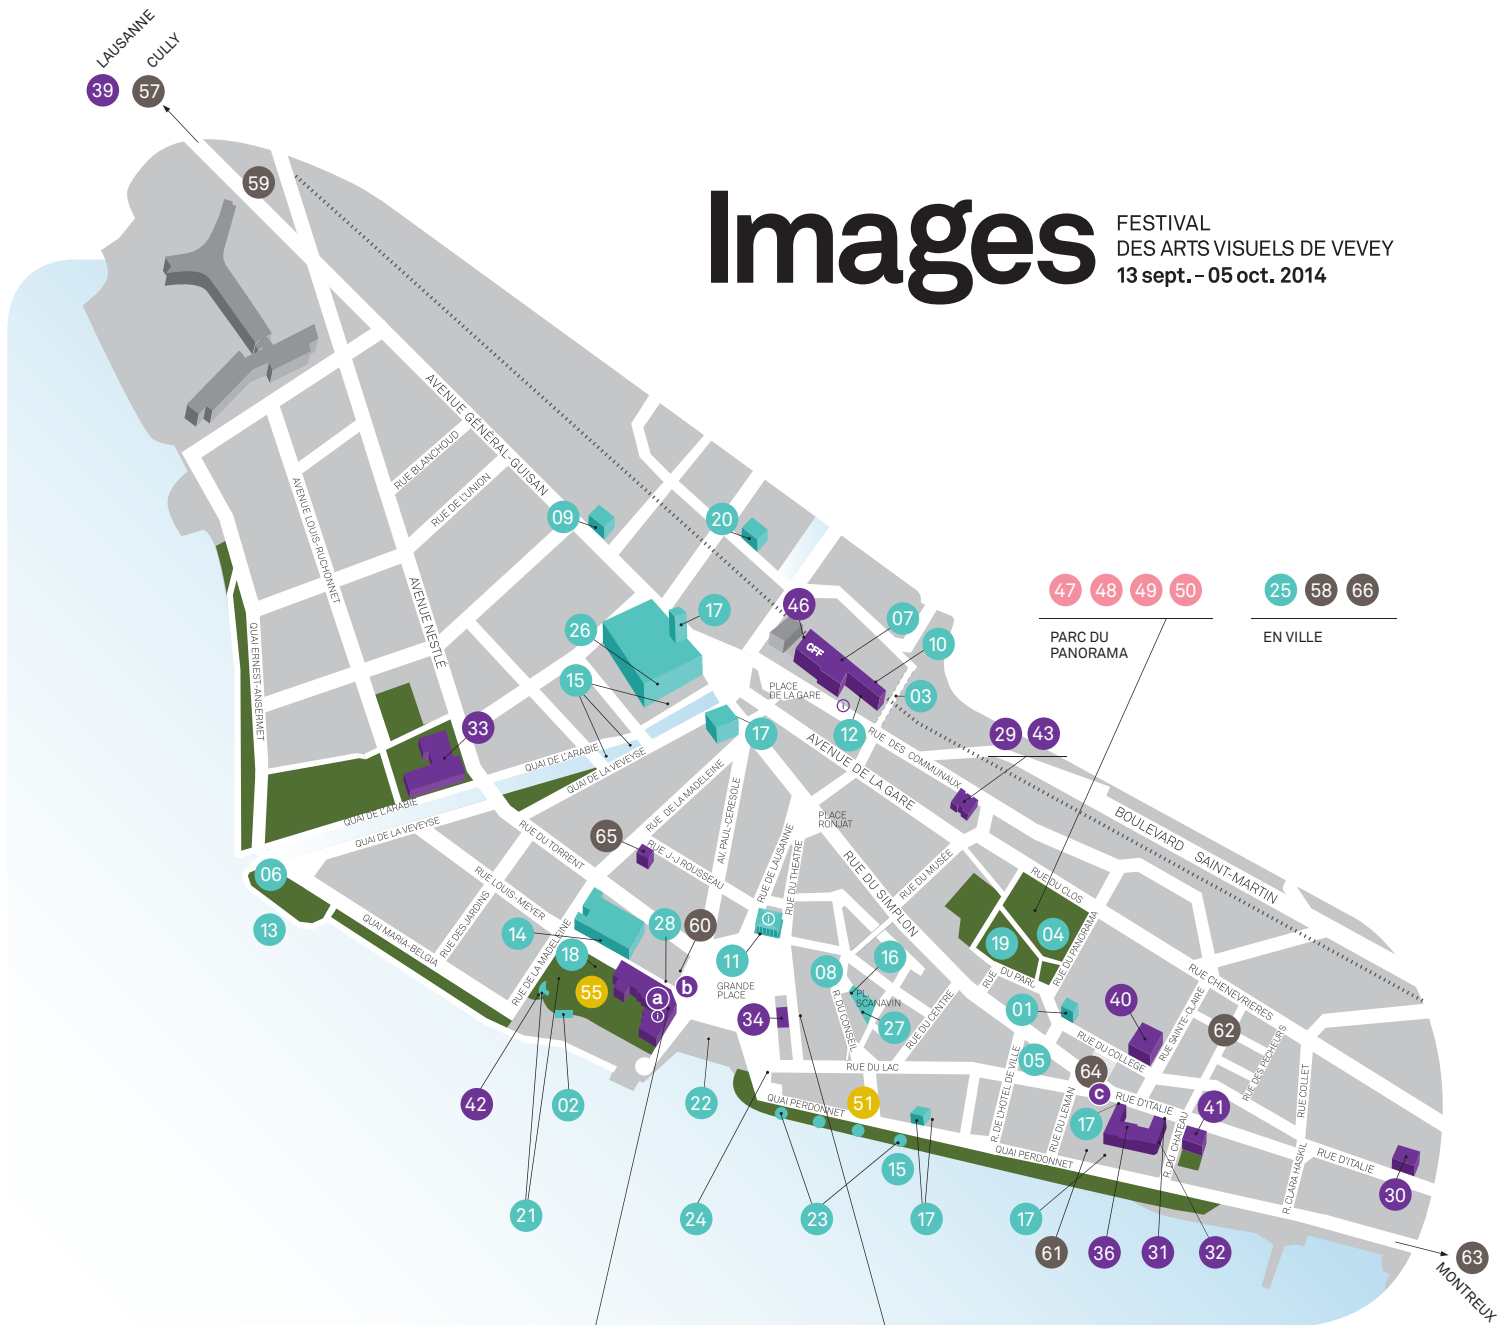 LAUSANNE
CULLY
39
57
59
Images
FESTIVAL
DES ARTS VISUELS DE VEVEY
13 sept. – 05 oct. 2014
AVENUE GÉNÉRAL-GUISAN
RUE BLANCHOUD
RUE DE L'UNION
AVENUE LOUIS-RUCHONNET
AVENUE NESTLÉ
QUAI ERNEST-ANSERMET
09
20
47
48
49
50
PARC DU
PANORAMA
25
58
66
EN VILLE
46
17
07
26
10
CFF
15
PLACE
DE LA GARE
03
i
12
17
33
29
43
RUE DES COMMUNAUX
AVENUE DE LA GARE
QUAI DE L'ARABIE
QUAI DE LA VEVEYSE
QUAI DE L'ARABIE
QUAI DE LA VEVEYSE
RUE DE LA MADELEINE
AV. PAUL-CERESOLE
RUE DE LAUSANNE
RUE DU THEATRE
PLACE
RONJAT
BOULEVARD SAINT-MARTIN
RUE DU TORRENT
65
RUE J-J ROUSSEAU
RUE DU SIMPLON
RUE DU MUSÉE
RUE DU CLOS
06
13
RUE LOUIS-MEYER
RUE DES JARDINS
QUAI MARIA-BELGIA
RUE DE LA MADELEINE
14
28
60
i
11
18
55
a
i
b
GRANDE
PLACE
08
16
PL.
SCANAVIN
27
34
R. DU CONSEIL
RUE DU CENTRE
19
04
RUE DU PARC
RUE DU PANORAMA
RUE CHENEVRIERES
01
40
62
RUE SAINTE-CLAIRE
RUE DES PECHEURS
RUE DU COLLEGE
05
64
c
RUE COLLET
42
02
22
RUE DU LAC
QUAI PERDONNET
51
R. DE L'HOTEL DE VILLE
RUE DU LEMAN
17
RUE D'ITALIE
R. DU CHATEAU
41
QUAI PERDONNET
R. CLARA HASKIL
RUE D'ITALIE
30
15
21
24
23
17
17
61
36
31
32
63
MONTREUX